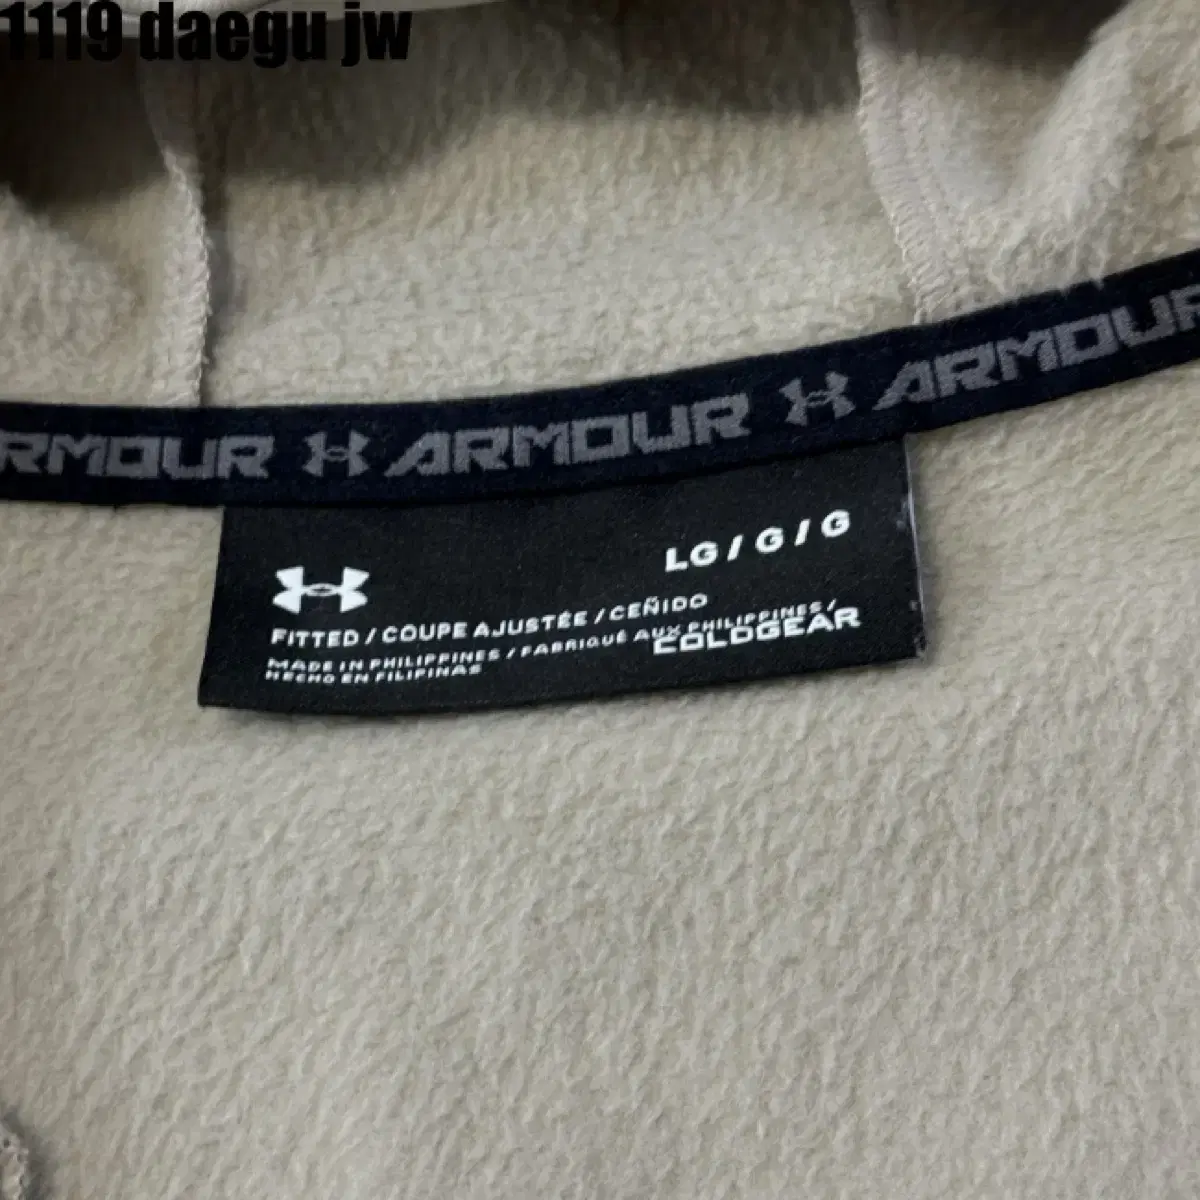 1119 daegu jw
RMOUR ARMOUR ARMOUR
LG / G / G
FITTED / COUPE AJUSTÉE / CEÑIDO
MADE IN PHILIPPINES / FABRIQUÉ AUX PHILIPPINES /
HECHO EN FILIPINAS
COLDGEAR